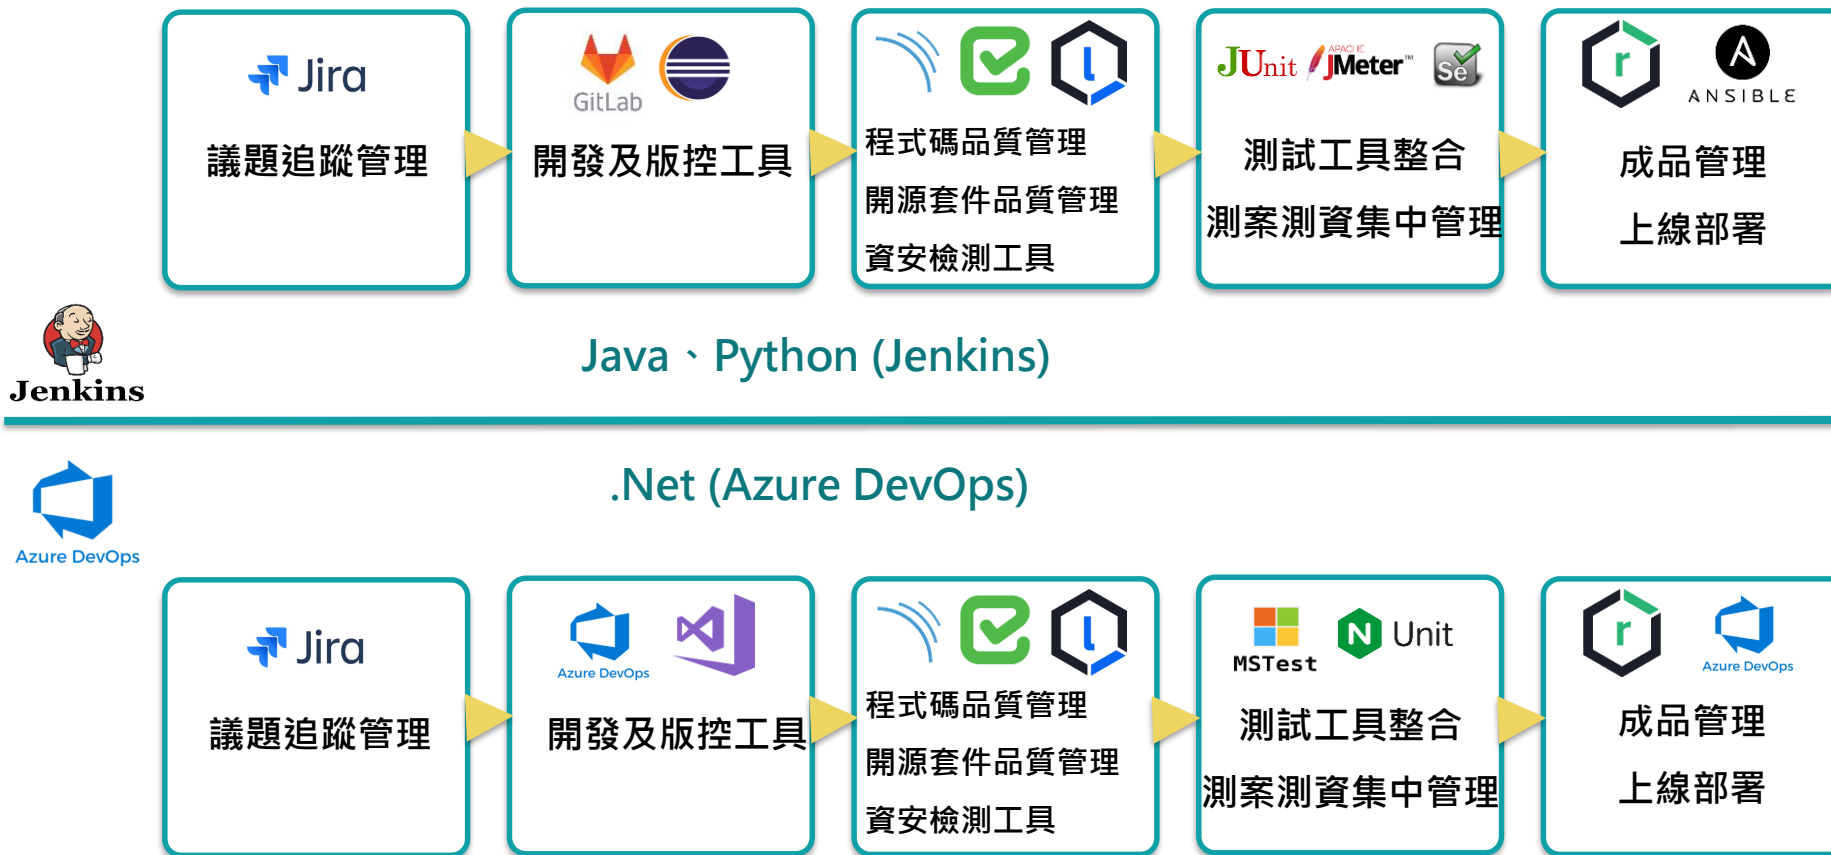 Jira
議題追蹤管理
GitLab
開發及版控工具
程式碼品質管理
開源套件品質管理
資安檢測工具
JUnit
APACHE
JMeter™
Se
測試工具整合
測案測資集中管理
r
A
ANSIBLE
成品管理
上線部署
Jenkins
Java、Python (Jenkins)
.Net (Azure DevOps)
Azure DevOps
Jira
議題追蹤管理
Azure DevOps
開發及版控工具
程式碼品質管理
開源套件品質管理
資安檢測工具
MSTest
N Unit
測試工具整合
測案測資集中管理
r
Azure DevOps
成品管理
上線部署